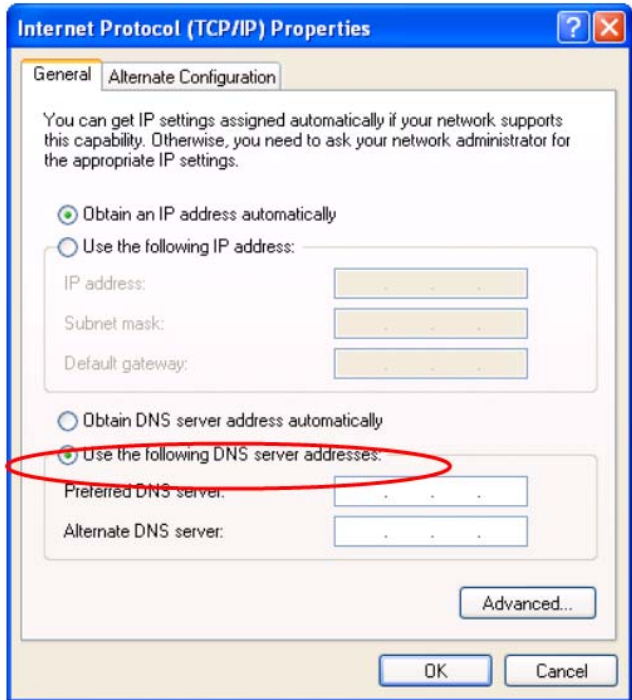 Internet Protocol (TCP/IP) Properties
General
Alternate Configuration
You can get IP settings assigned automatically if your network supports
this capability. Otherwise, you need to ask your network administrator for
the appropriate IP settings.
Obtain an IP address automatically
Use the following IP address:
IP address:
Subnet mask:
Default gateway:
Obtain DNS server address automatically
Use the following DNS server addresses:
Preferred DNS server:
Alternate DNS server:
Advanced...
OK
Cancel